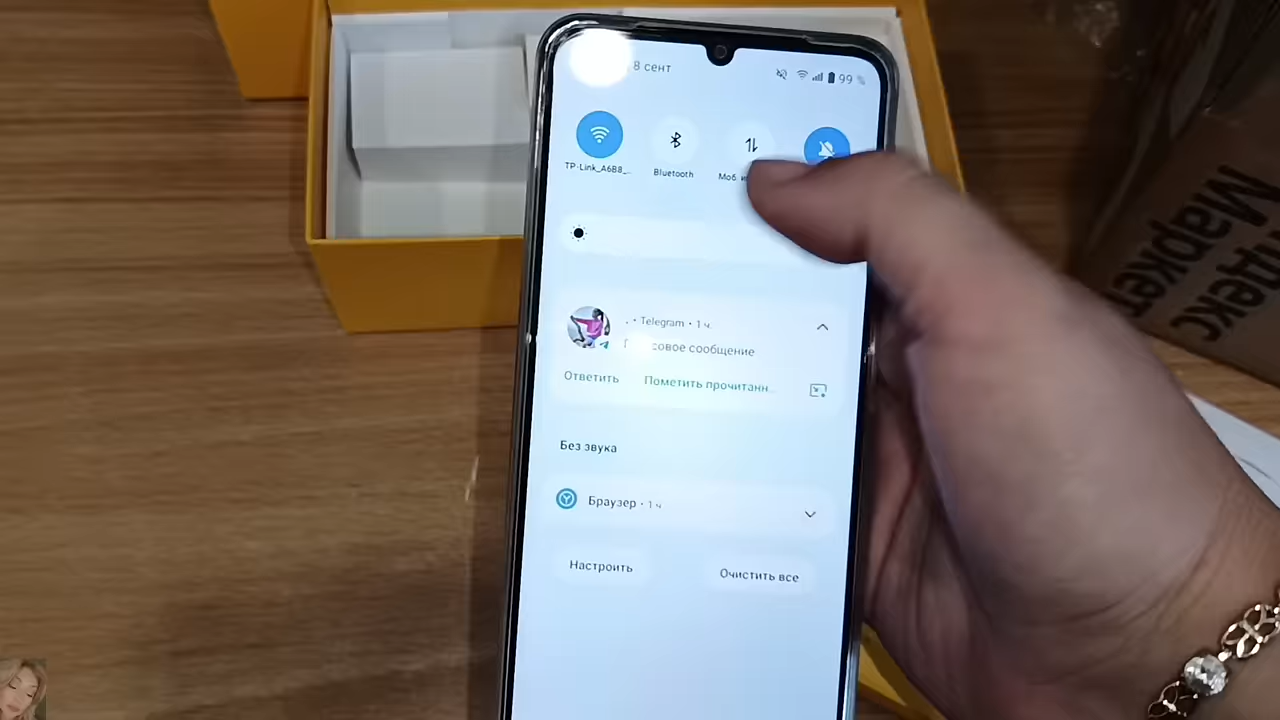 8 сент
99 %
TP-Link_A6B8_...
Bluetooth
Моб.
. • Telegram • 1 ч.
совое сообщение
Ответить Пометить прочитанн...
Без звука
Браузер • 1 ч
Настроить Очистить все
Яндекс
Маркет